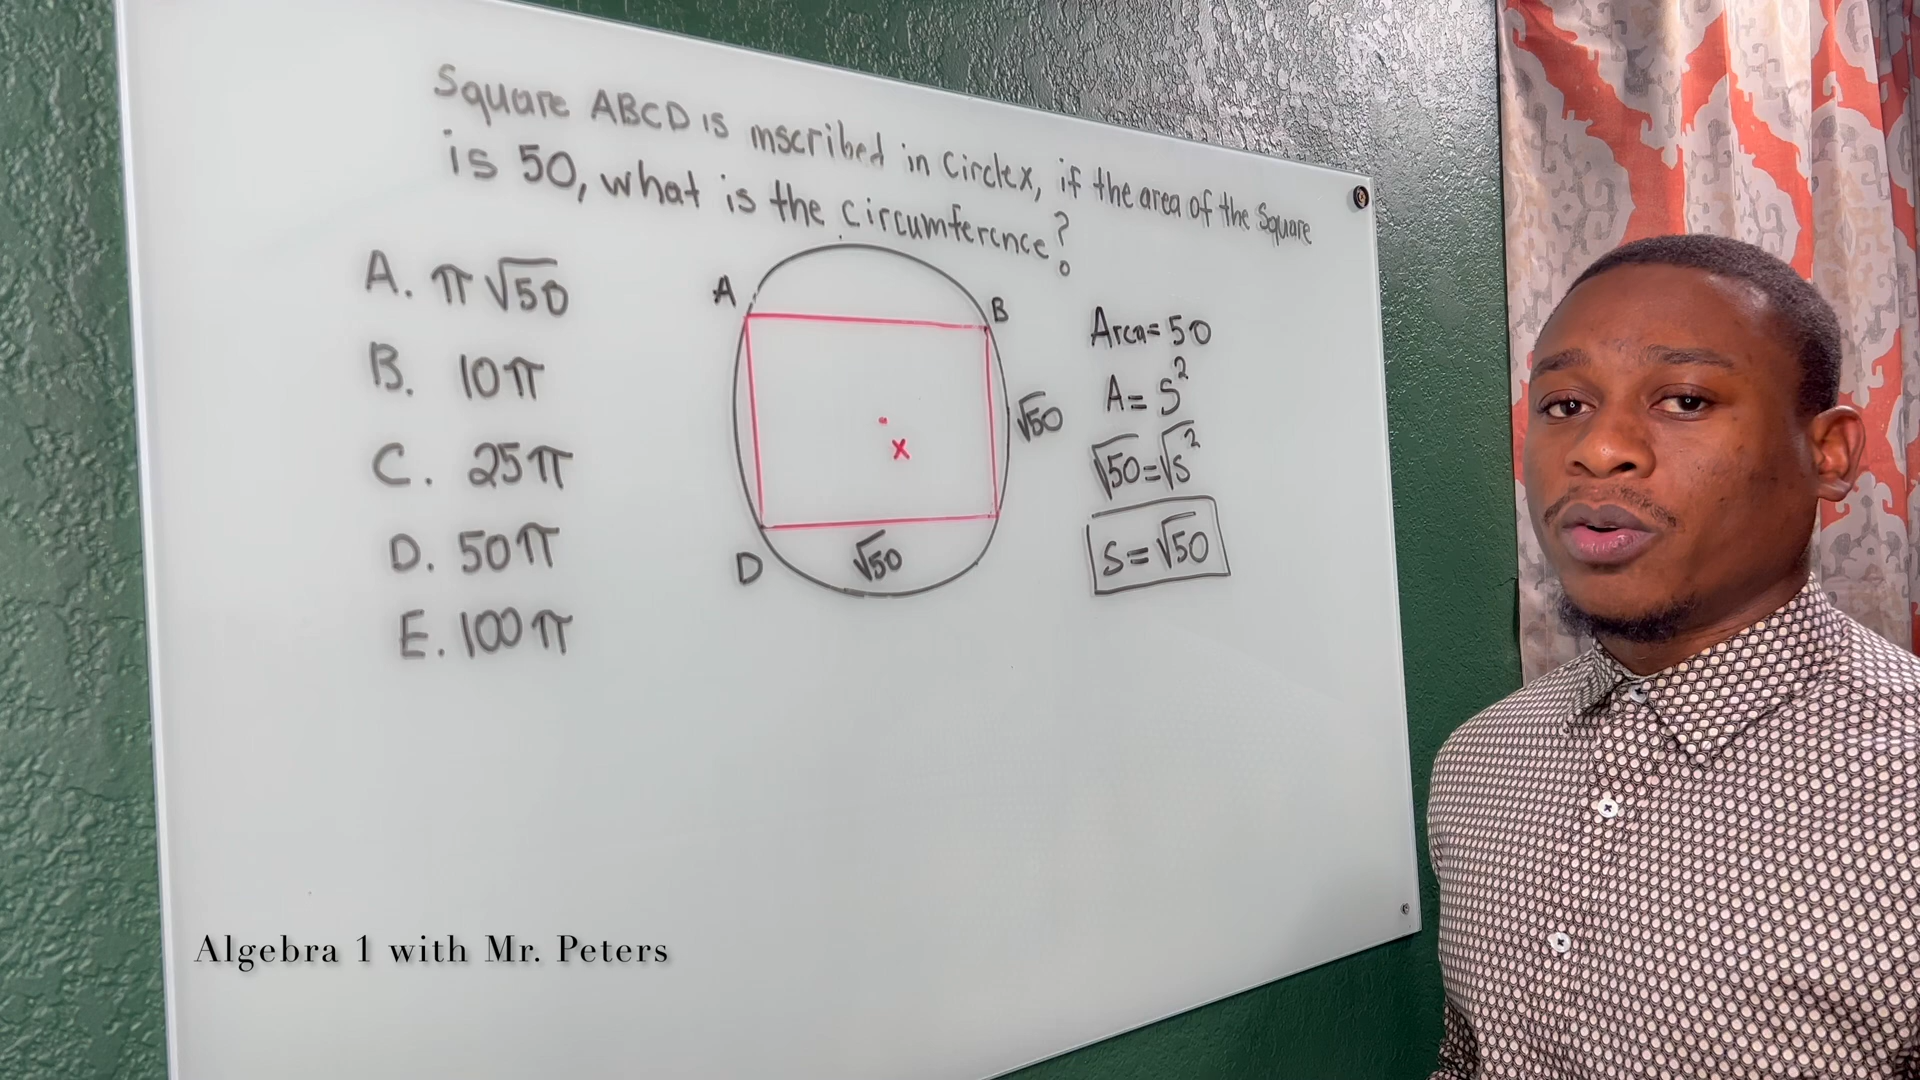 Square ABCD is mscribed in Circle x, if the area of the Square
is 50, what is the circumference?
A. π √50
B. 10π
C. 25π
D. 50π
E. 100π
A
B
√50
x
D
√50
Area = 50
A = S²
√50 = √S²
S = √50
Algebra 1 with Mr. Peters